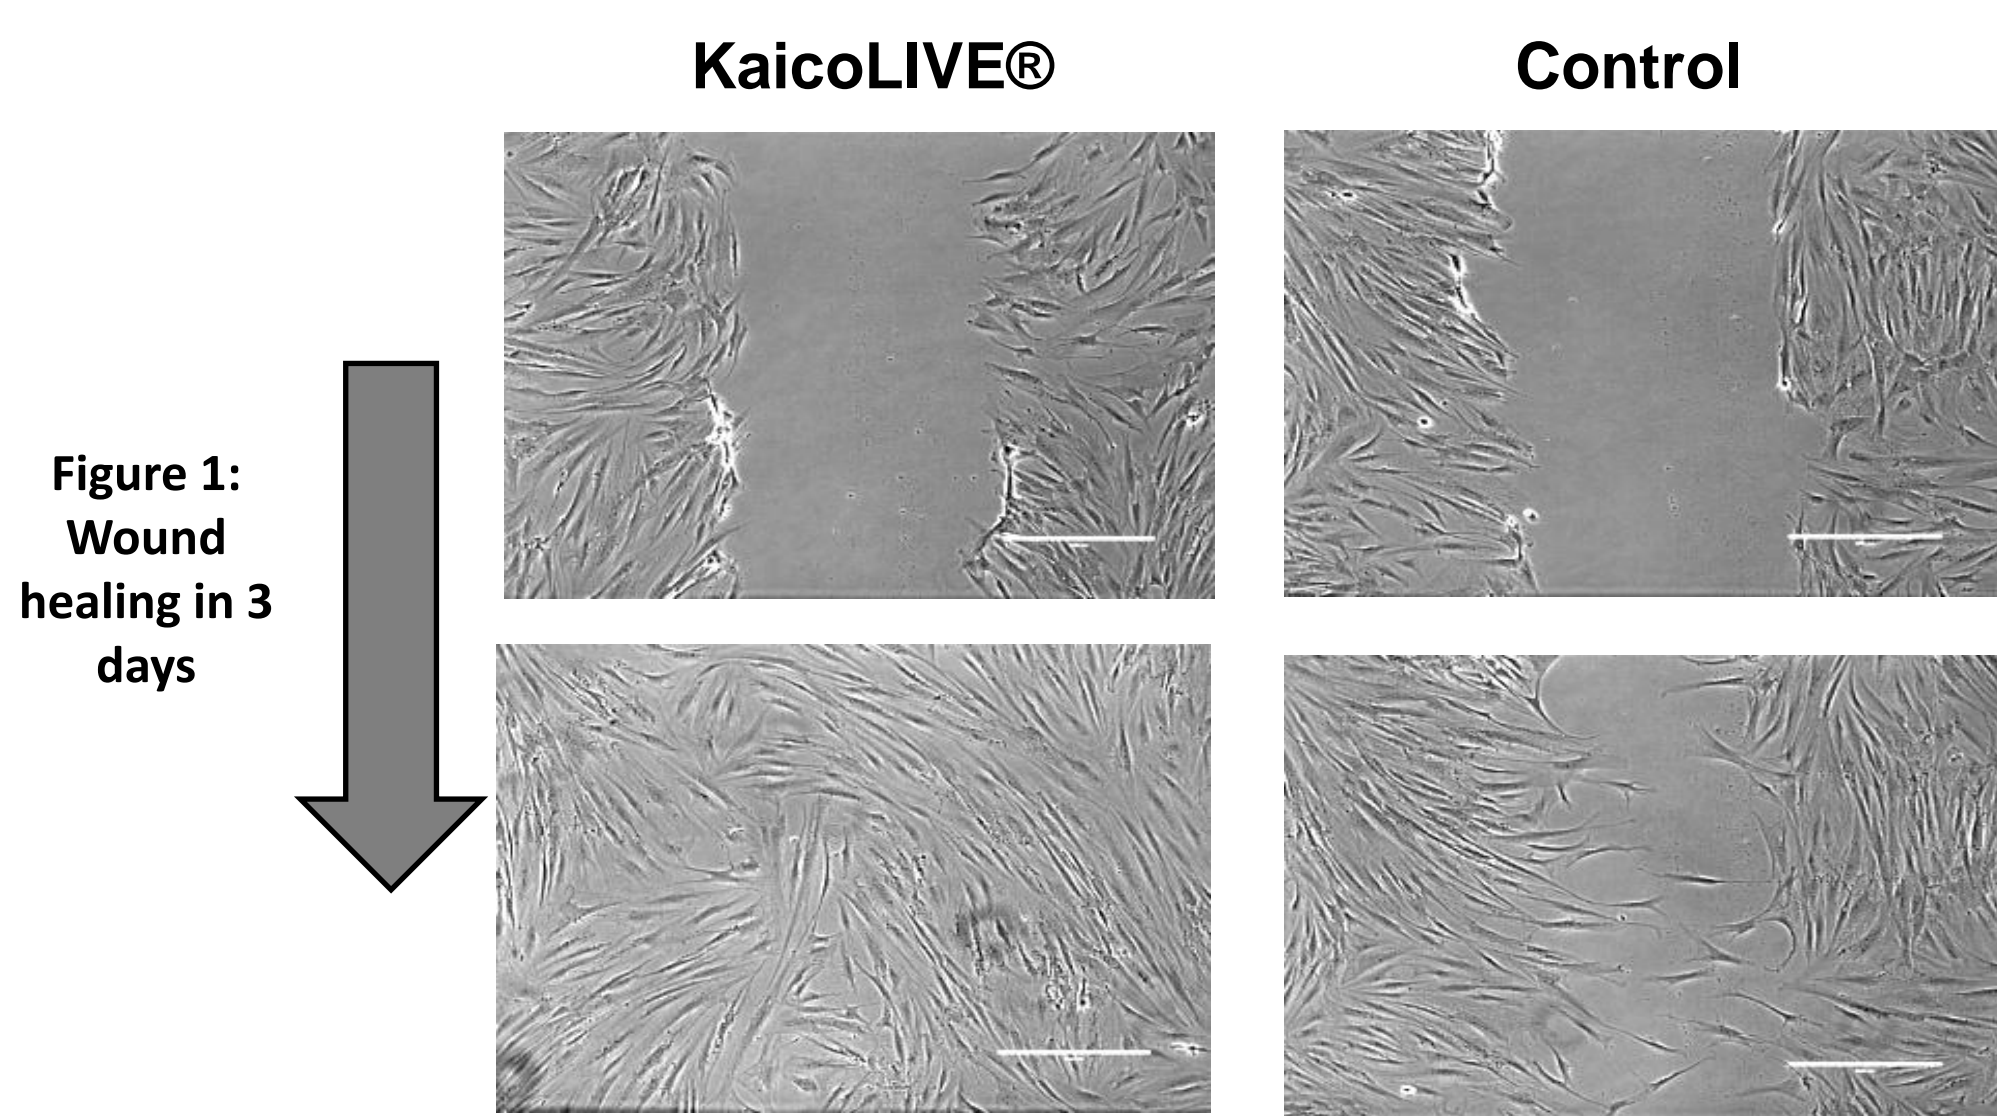 KaicoLIVE®
Control
Figure 1:
Wound
healing in 3
days